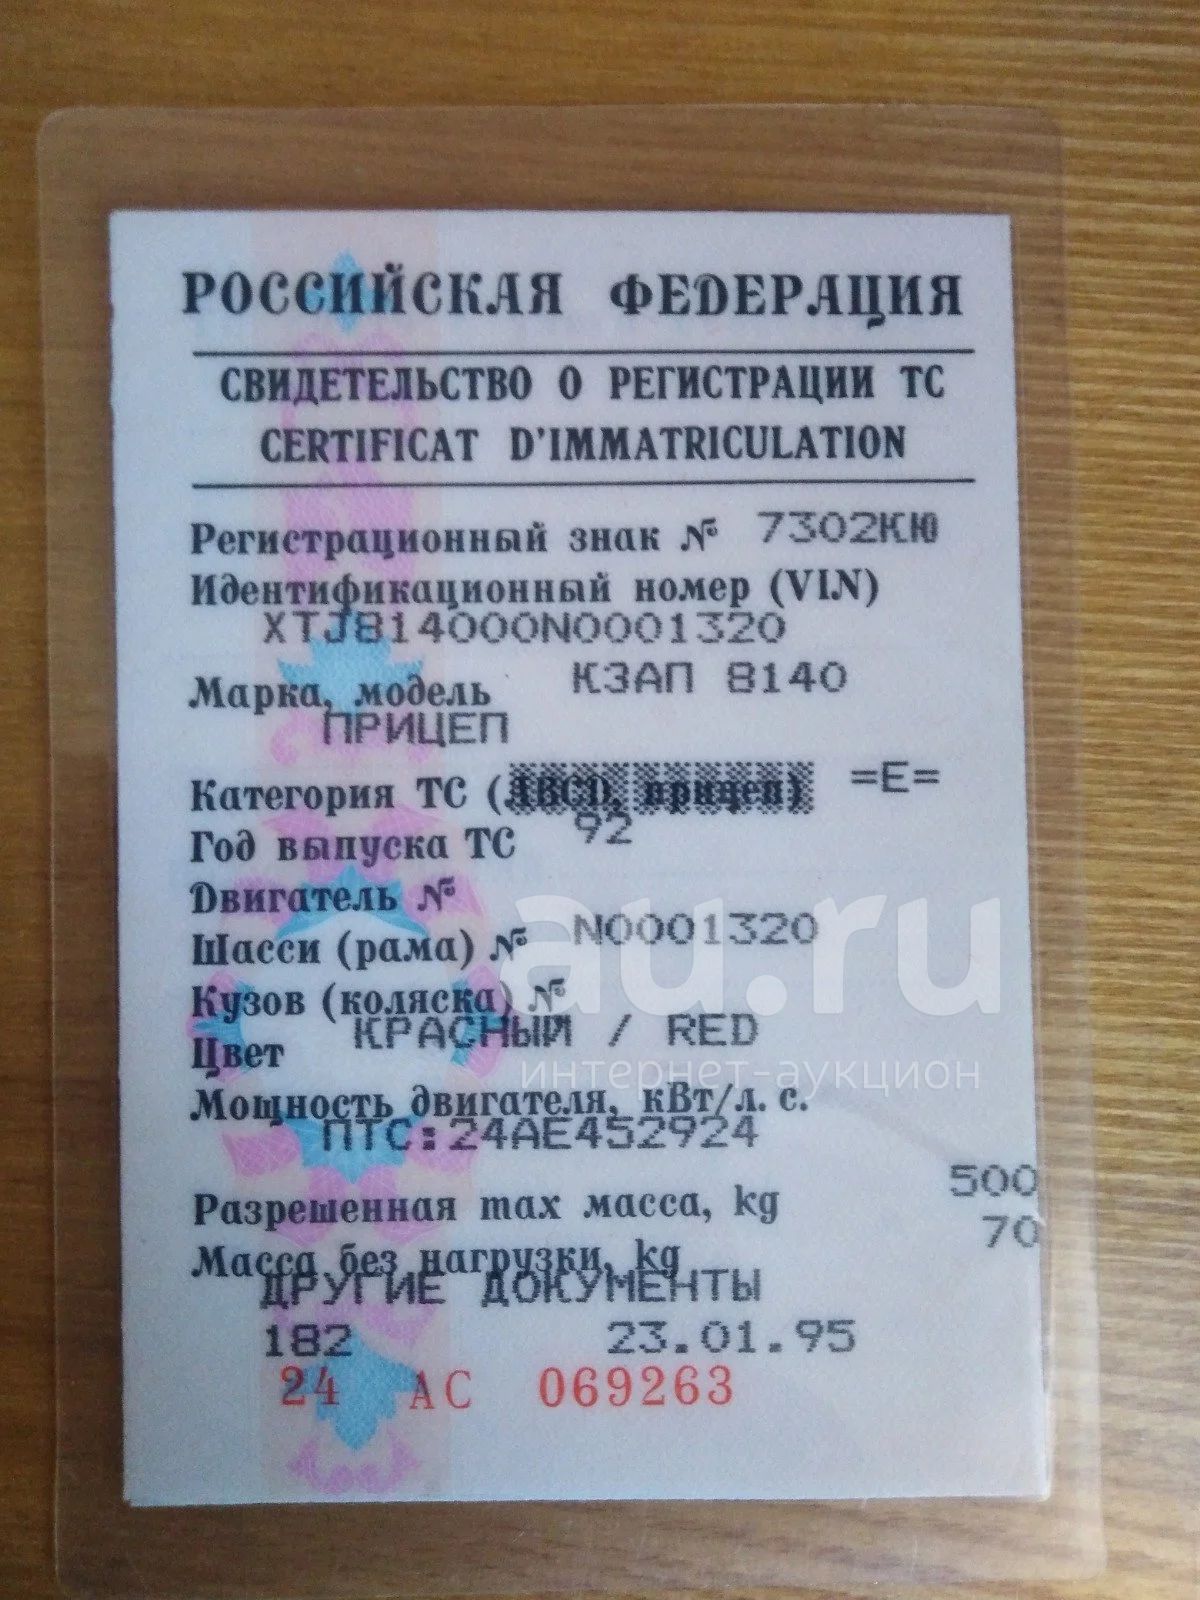 РОССИЙСКАЯ ФЕДЕРАЦИЯ
СВИДЕТЕЛЬСТВО О РЕГИСТРАЦИИ ТС
CERTIFICAT D'IMMATRICULATION
Регистрационный знак № 7302КЮ
Идентификационный номер (VIN)
XTJ814000N0001320
Марка, модель КЗАП 8140
ПРИЦЕП
Категория ТС (ABCD, прицеп) =E=
Год выпуска ТС 92
Двигатель №
Шасси (рама) № N0001320
Кузов (коляска) №
Цвет КРАСНЫЙ / RED
Мощность двигателя, кВт/л. с.
ПТС:24АЕ452924
Разрешенная max масса, kg 500
Масса без нагрузки, kg 70
ДРУГИЕ ДОКУМЕНТЫ
182 23.01.95
24 АС 069263
au.ru
интернет-аукцион